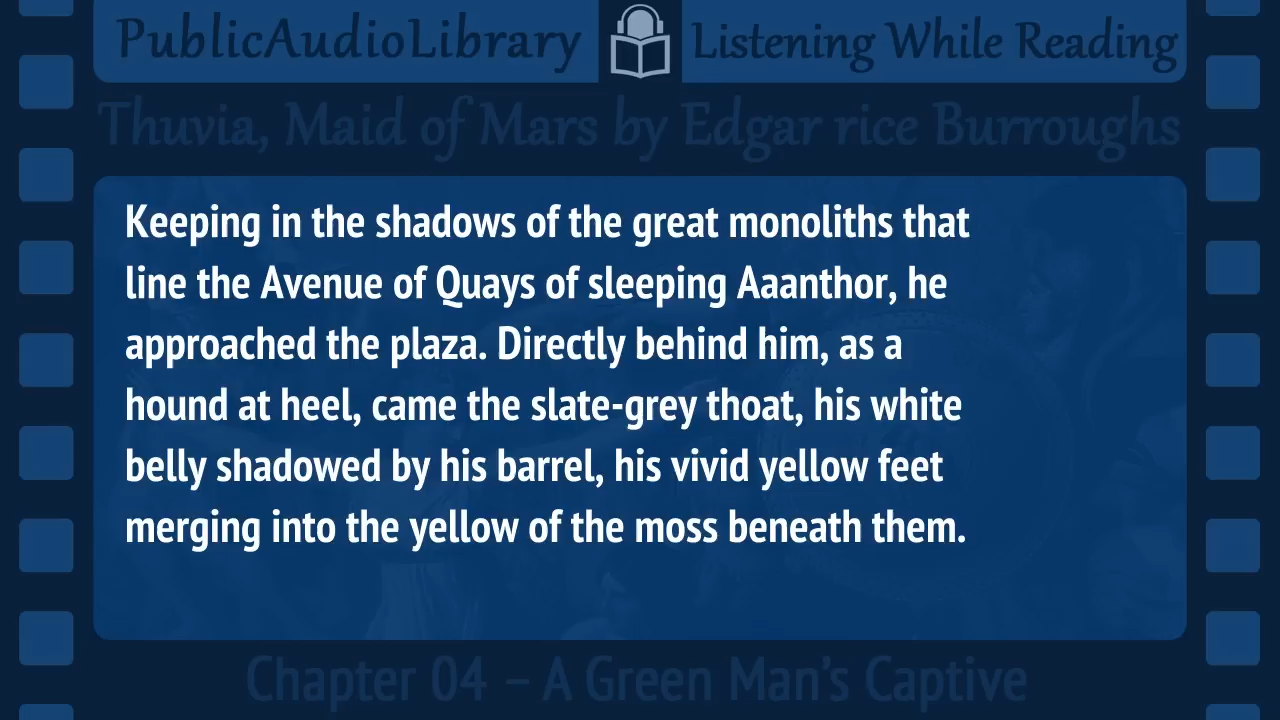 PublicAudioLibrary Listening While Reading
Thuvia, Maid of Mars by Edgar rice Burroughs
Keeping in the shadows of the great monoliths that
line the Avenue of Quays of sleeping Aaanthor, he
approached the plaza. Directly behind him, as a
hound at heel, came the slate-grey thoat, his white
belly shadowed by his barrel, his vivid yellow feet
merging into the yellow of the moss beneath them.
Chapter 04 – A Green Man's Captive